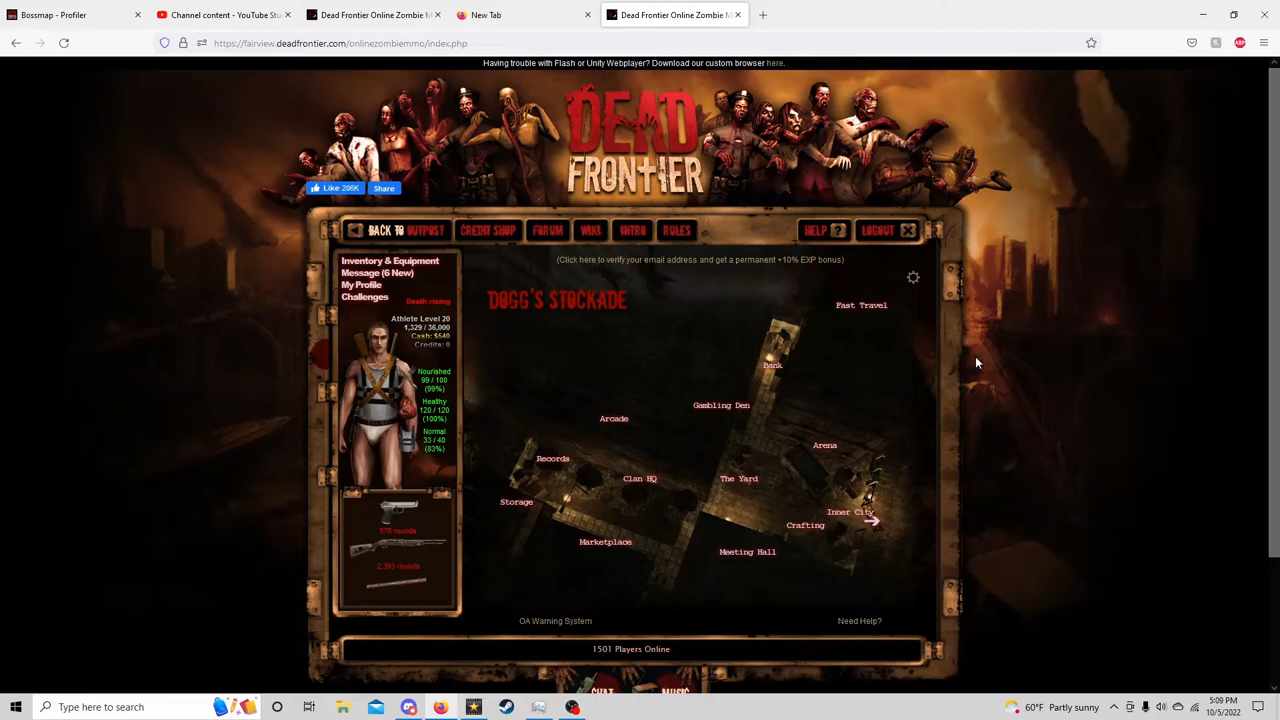 Bossmap - Profiler
Channel content - YouTube Stu
Dead Frontier Online Zombie M
New Tab
Dead Frontier Online Zombie M
https://fairview.deadfrontier.com/onlinezombiemmo/index.php
Having trouble with Flash or Unity Webplayer? Download our custom browser here.
DEAD
FRONTIER
Like 206K
Share
BACK TO OUTPOST
CREDIT SHOP
FORUM
WIKI
INTRO
RULES
HELP ?
LOGOUT
Inventory & Equipment
Message (6 New)
My Profile
Challenges
Death rising
Athlete Level 20
1,329 / 36,000
Cash: $540
Credits: 0
Nourished
99 / 100
(99%)
Healthy
120 / 120
(100%)
Normal
33 / 40
(83%)
2,393 rounds
(Click here to verify your email address and get a permanent +10% EXP bonus)
DOGG'S STOCKADE
Fast Travel
Bank
Gambling Den
Arcade
Arena
Records
Clan HQ
The Yard
Storage
Inner City
Crafting
Marketplace
Meeting Hall
OA Warning System
Need Help?
1501 Players Online
CHAT
MUSIC
Type here to search
60°F Partly sunny
5:09 PM
10/5/2022